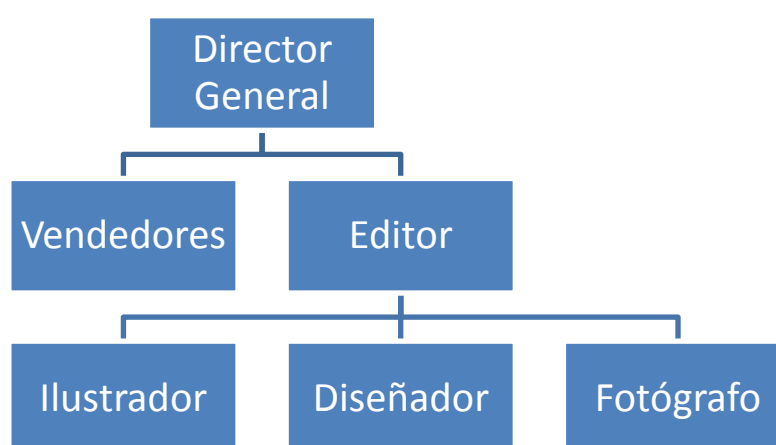 Director
General
Vendedores
Editor
Ilustrador
Diseñador
Fotógrafo